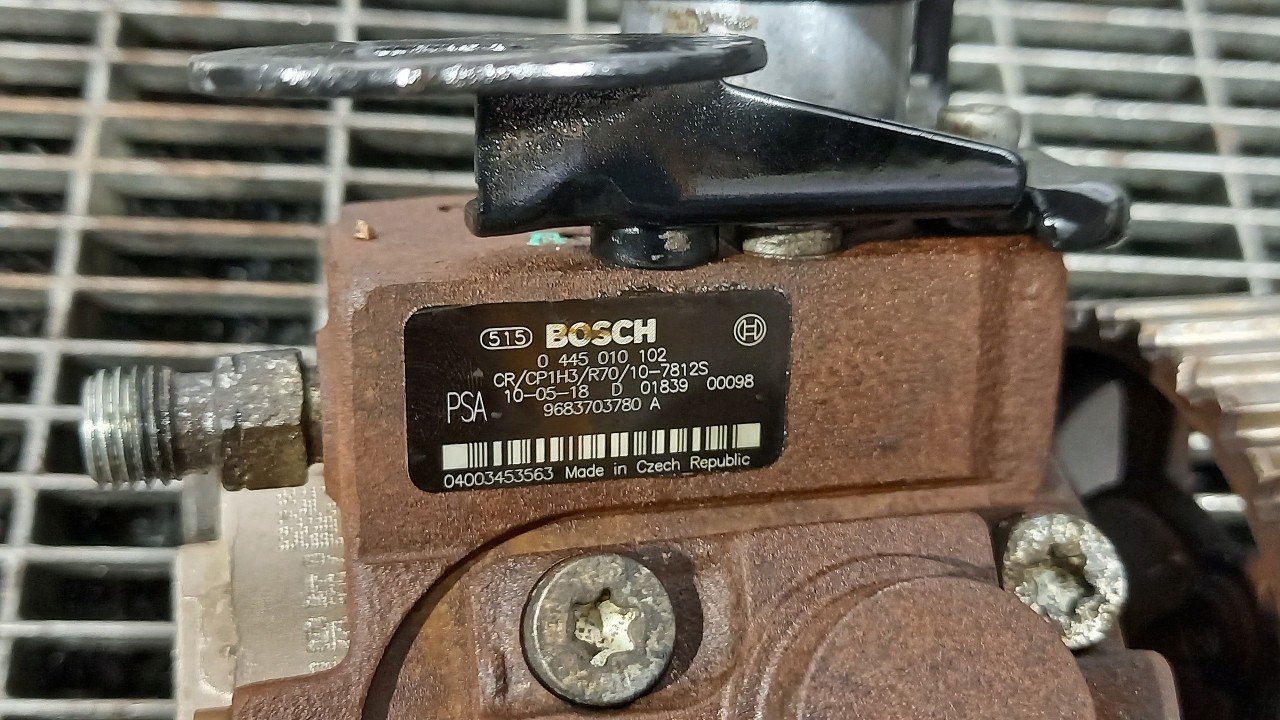 515 BOSCH
0 445 010 102
CR/CP1H3/R70/10-7812S
10-05-18 D 01839 00098
PSA 9683703780 A
04003453563 Made in Czech Republic